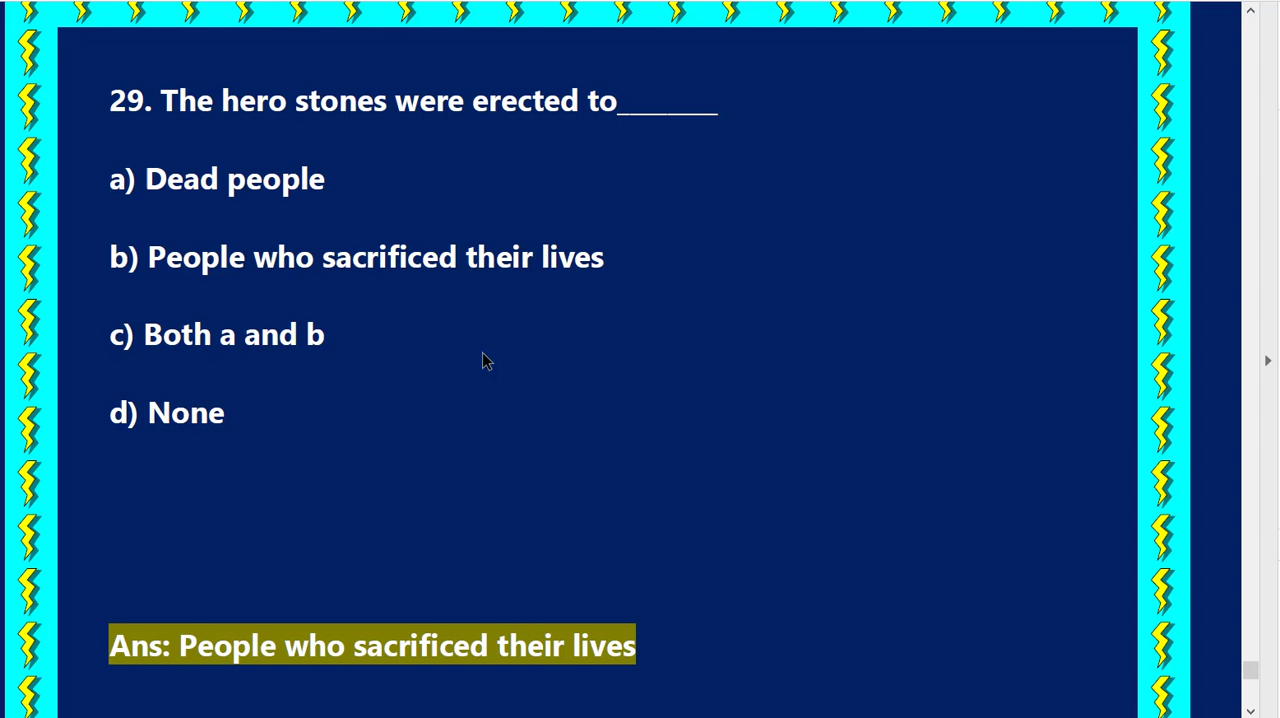 29. The hero stones were erected to________
a) Dead people
b) People who sacrificed their lives
c) Both a and b
d) None
Ans: People who sacrificed their lives